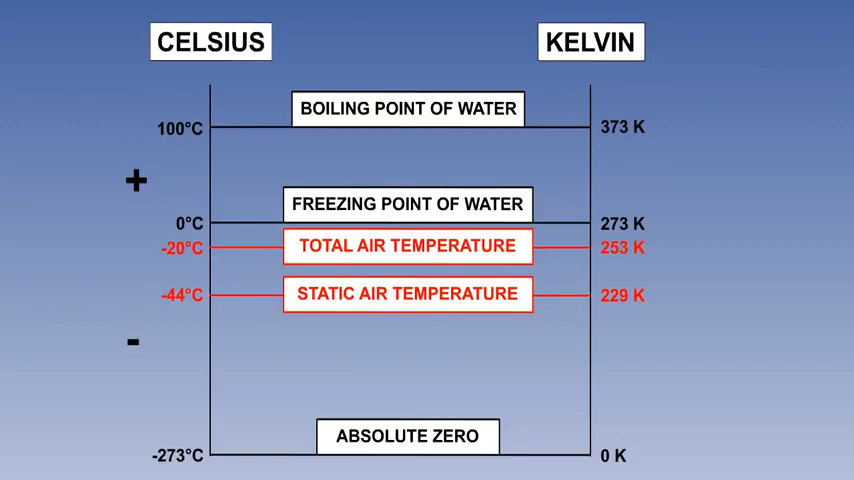 CELSIUS
KELVIN
BOILING POINT OF WATER
100°C
373 K
+
FREEZING POINT OF WATER
0°C
273 K
TOTAL AIR TEMPERATURE
-20°C
253 K
STATIC AIR TEMPERATURE
-44°C
229 K
-
ABSOLUTE ZERO
-273°C
0 K